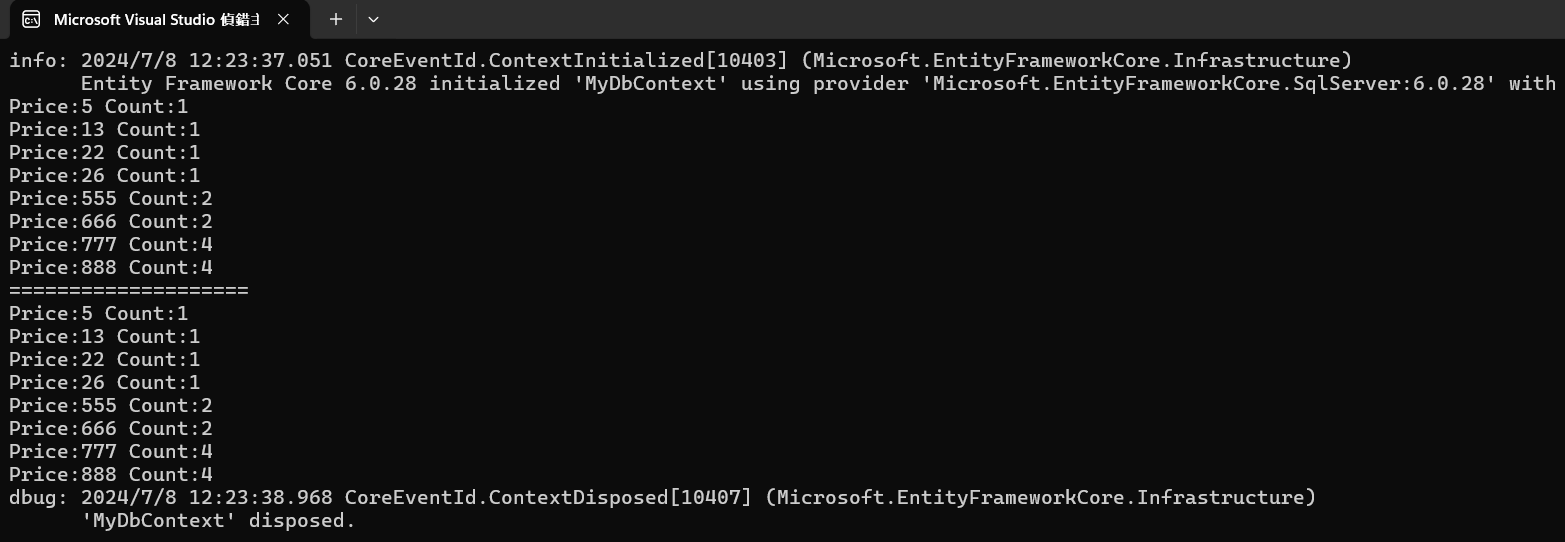 Microsoft Visual Studio 偵錯主
info: 2024/7/8 12:23:37.051 CoreEventId.ContextInitialized[10403] (Microsoft.EntityFrameworkCore.Infrastructure)
Entity Framework Core 6.0.28 initialized 'MyDbContext' using provider 'Microsoft.EntityFrameworkCore.SqlServer:6.0.28' with
Price:5 Count:1
Price:13 Count:1
Price:22 Count:1
Price:26 Count:1
Price:555 Count:2
Price:666 Count:2
Price:777 Count:4
Price:888 Count:4
====================
Price:5 Count:1
Price:13 Count:1
Price:22 Count:1
Price:26 Count:1
Price:555 Count:2
Price:666 Count:2
Price:777 Count:4
Price:888 Count:4
dbug: 2024/7/8 12:23:38.968 CoreEventId.ContextDisposed[10407] (Microsoft.EntityFrameworkCore.Infrastructure)
'MyDbContext' disposed.